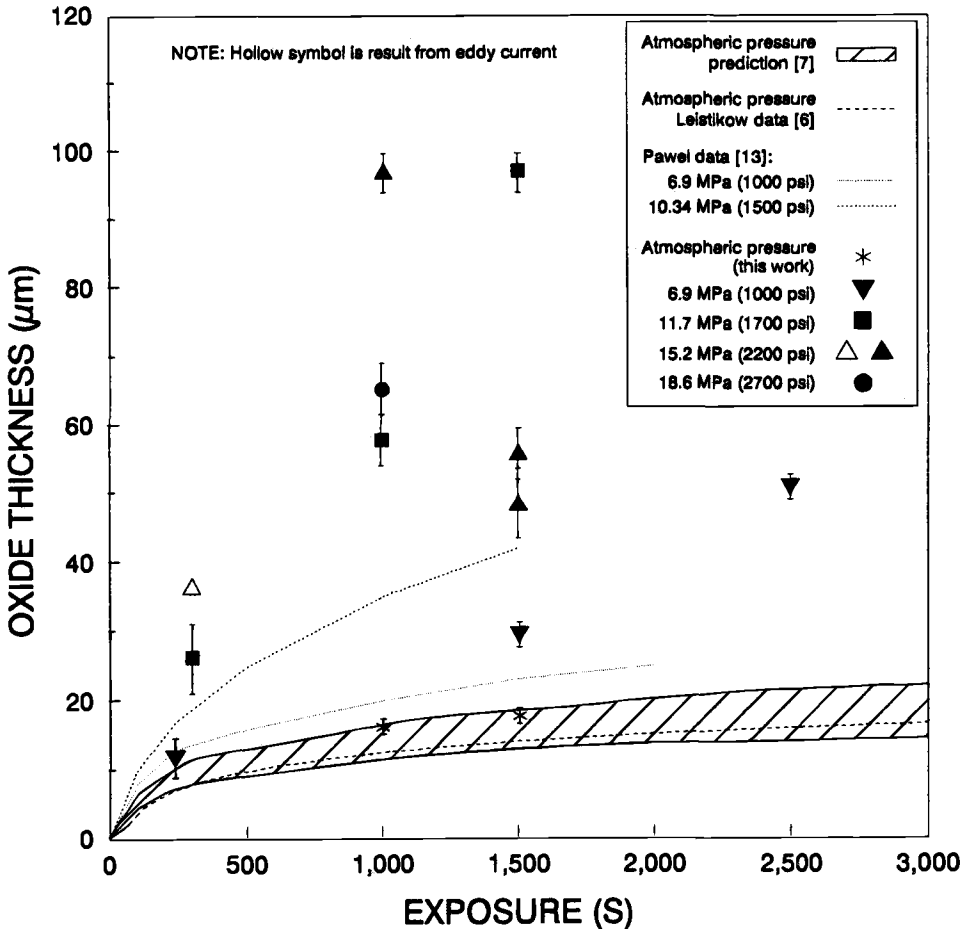 120
100
80
60
40
20
0
OXIDE THICKNESS (μm)
NOTE: Hollow symbol is result from eddy current
Atmospheric pressure
prediction [7]
Atmospheric pressure
Leistikow data [6]
Pawel data [13]:
6.9 MPa (1000 psi)
10.34 MPa (1500 psi)
Atmospheric pressure
(this work)
6.9 MPa (1000 psi)
11.7 MPa (1700 psi)
15.2 MPa (2200 psi)
18.6 MPa (2700 psi)
0 500 1,000 1,500 2,000 2,500 3,000
EXPOSURE (S)